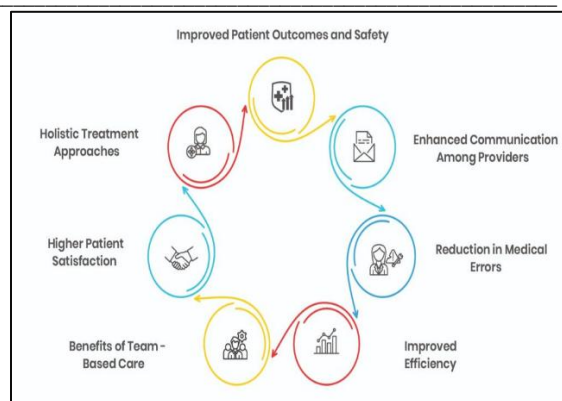 Improved Patient Outcomes and Safety
Enhanced Communication
Among Providers
Reduction in Medical
Errors
Improved
Efficiency
Benefits of Team -
Based Care
Higher Patient
Satisfaction
Holistic Treatment
Approaches